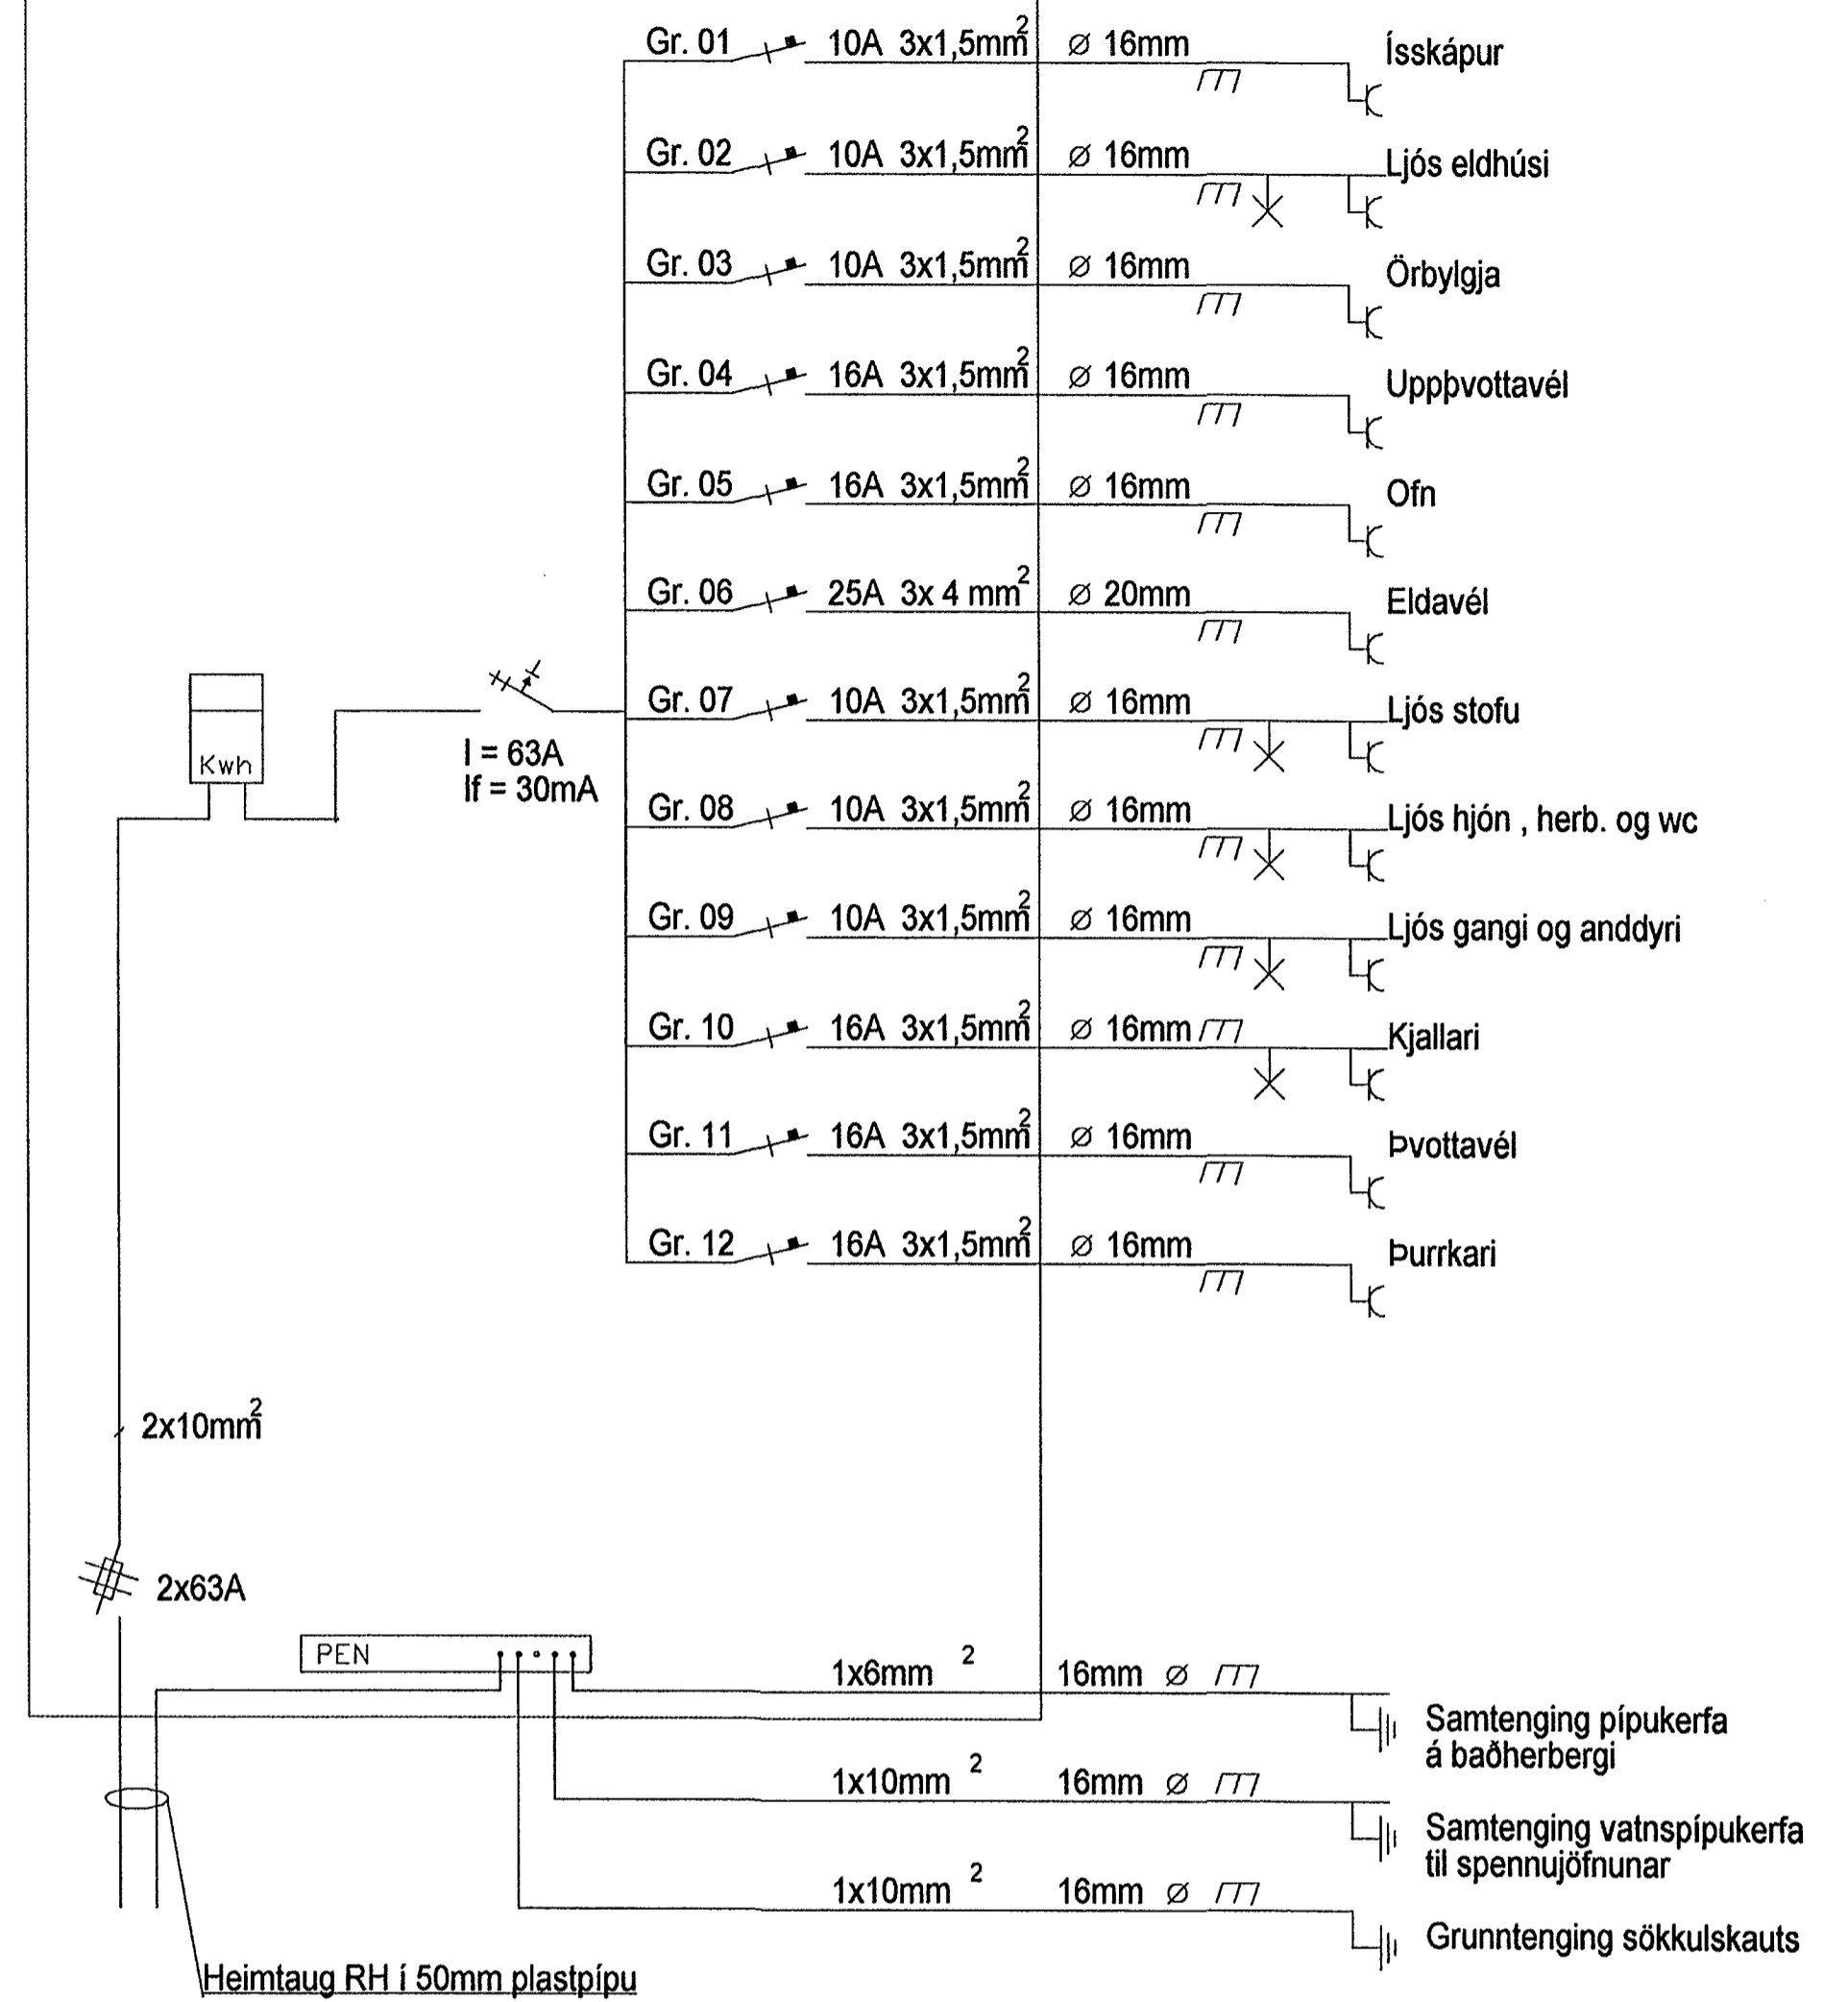 Gr. 01 10A 3x1,5mm² ⌀ 16mm Ísskápur
Gr. 02 10A 3x1,5mm² ⌀ 16mm Ljós eldhúsi
Gr. 03 10A 3x1,5mm² ⌀ 16mm Örbylgja
Gr. 04 16A 3x1,5mm² ⌀ 16mm Uppþvottavél
Gr. 05 16A 3x1,5mm² ⌀ 16mm Ofn
Gr. 06 25A 3x 4 mm² ⌀ 20mm Eldavél
Gr. 07 10A 3x1,5mm² ⌀ 16mm Ljós stofu
Kwh
I = 63A
If = 30mA
Gr. 08 10A 3x1,5mm² ⌀ 16mm Ljós hjón , herb. og wc
Gr. 09 10A 3x1,5mm² ⌀ 16mm Ljós gangi og anddyri
Gr. 10 16A 3x1,5mm² ⌀ 16mm Kjallari
Gr. 11 16A 3x1,5mm² ⌀ 16mm Þvottavél
Gr. 12 16A 3x1,5mm² ⌀ 16mm Þurrkari
2x10mm²
2x63A
PEN
1x6mm ² 16mm ⌀ Samtenging pípukerfa
á baðherbergi
1x10mm ² 16mm ⌀ Samtenging vatnspípukerfa
til spennujöfnunar
1x10mm ² 16mm ⌀ Grunntenging sökkulskauts
Heimtaug RH í 50mm plastpípu